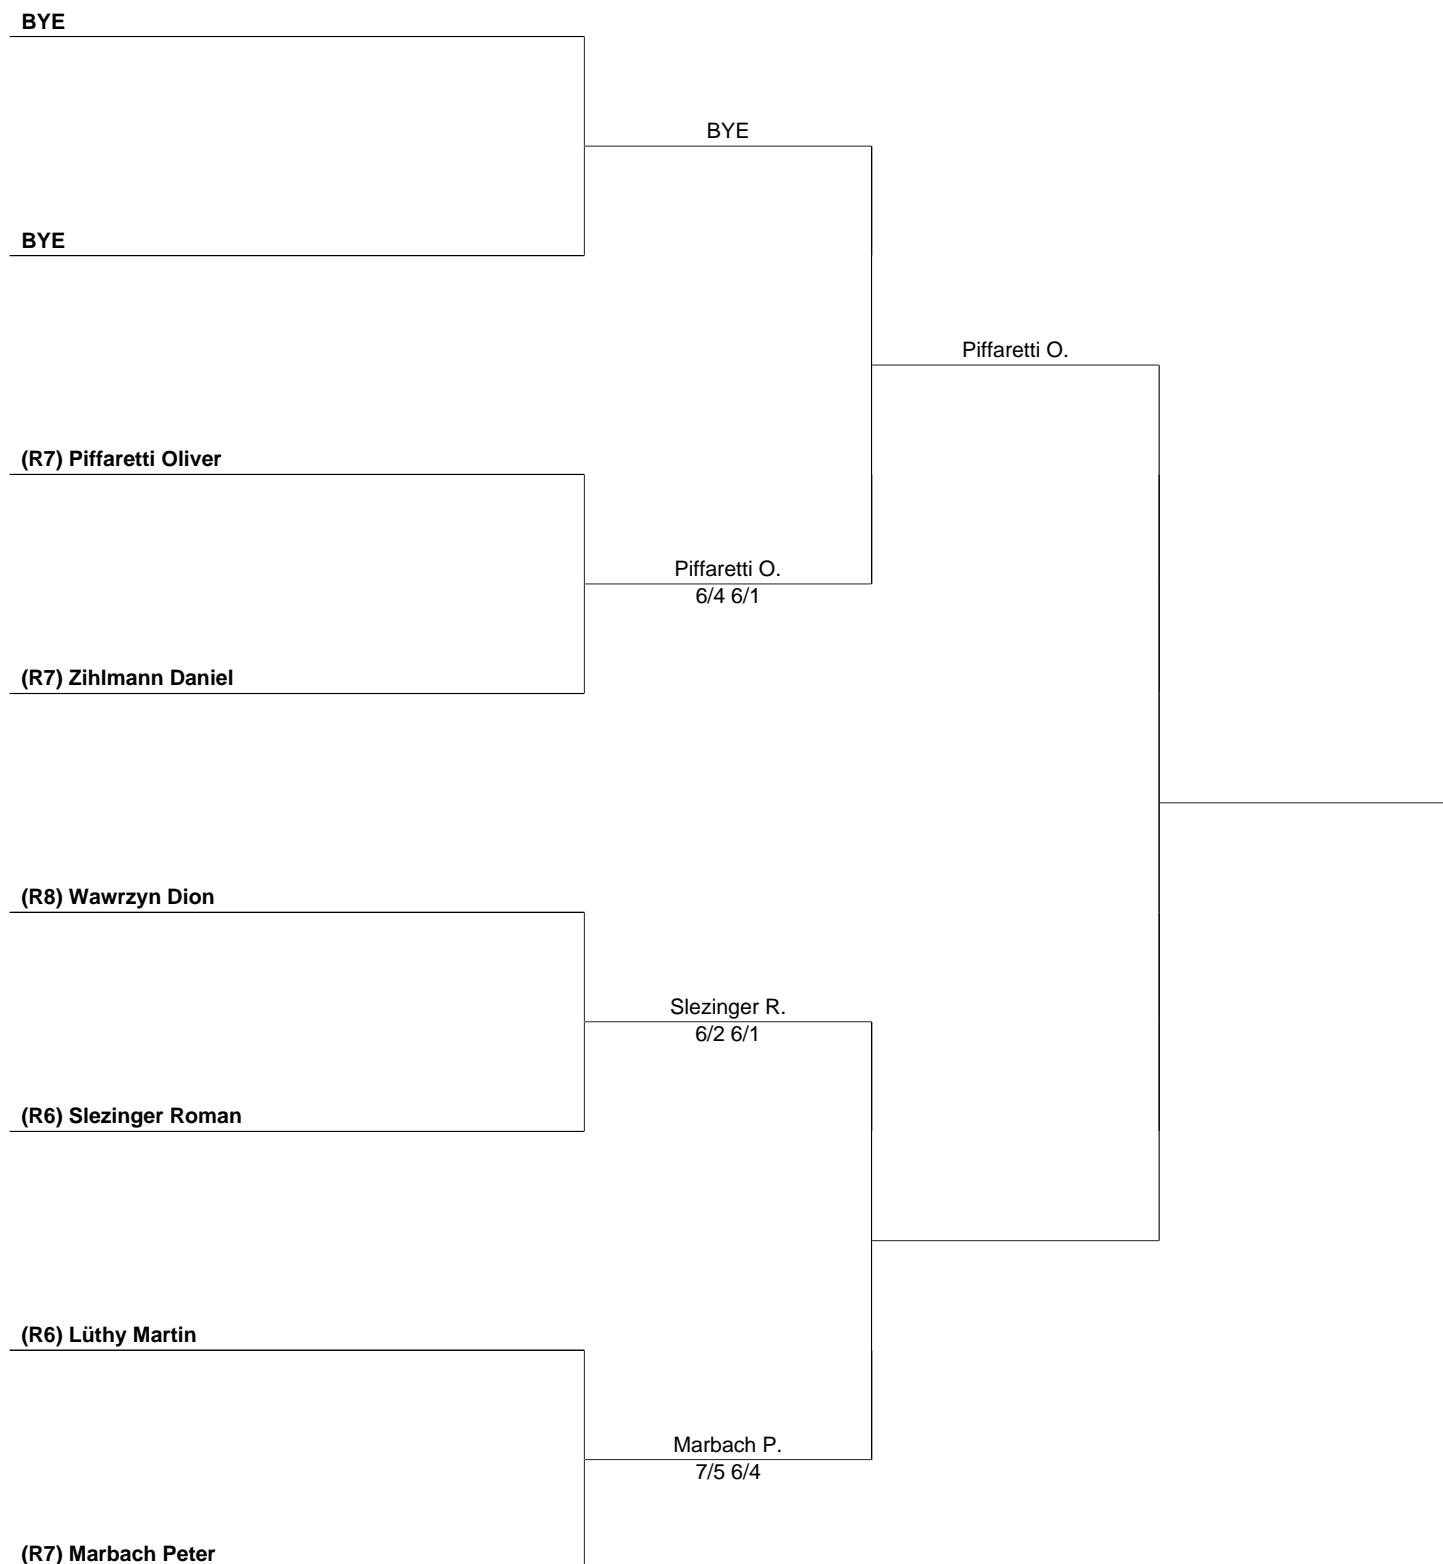 BYE
BYE
BYE
Piffaretti O.
(R7) Piffaretti Oliver
Piffaretti O.
6/4 6/1
(R7) Zihlmann Daniel
(R8) Wawrzyn Dion
Slezinger R.
6/2 6/1
(R6) Slezinger Roman
(R6) Lüthy Martin
Marbach P.
7/5 6/4
(R7) Marbach Peter